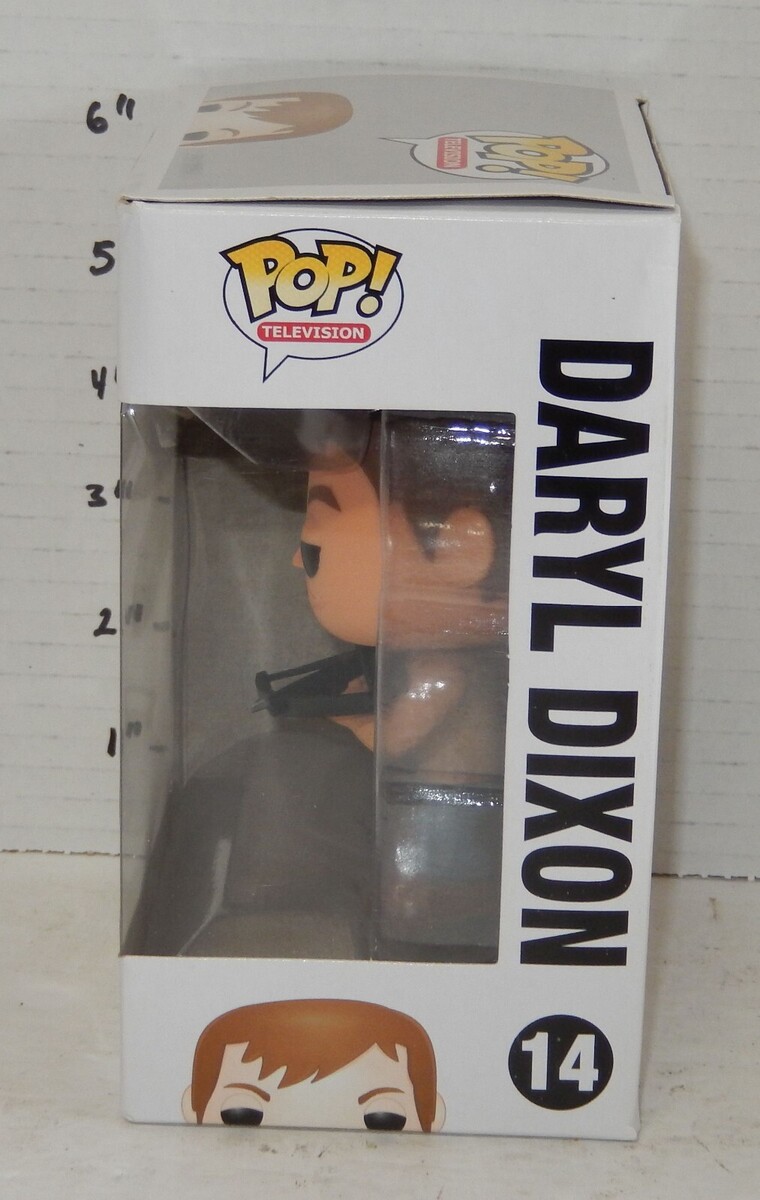 6"
POP!
TELEVISION
5
POP!
TELEVISION
4'
3"
2"
1"
DARYL DIXON
14